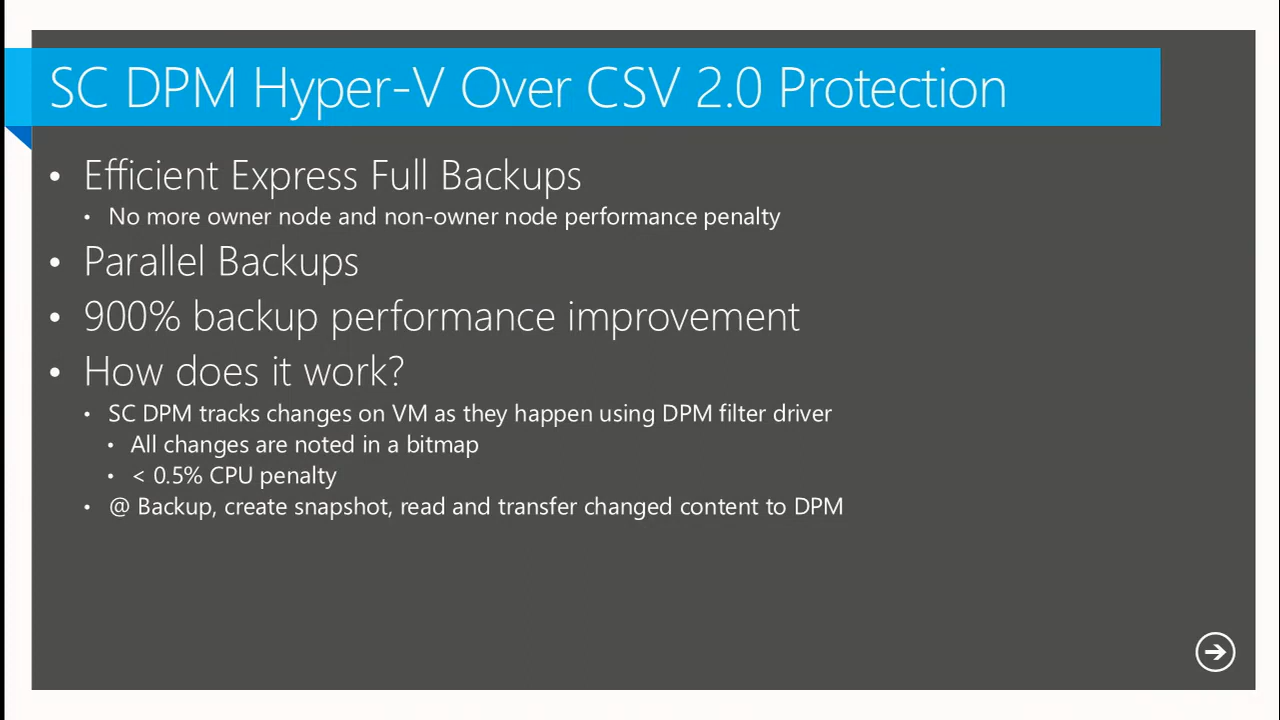 SC DPM Hyper-V Over CSV 2.0 Protection
• Efficient Express Full Backups
• No more owner node and non-owner node performance penalty
• Parallel Backups
• 900% backup performance improvement
• How does it work?
• SC DPM tracks changes on VM as they happen using DPM filter driver
• All changes are noted in a bitmap
• < 0.5% CPU penalty
• @ Backup, create snapshot, read and transfer changed content to DPM